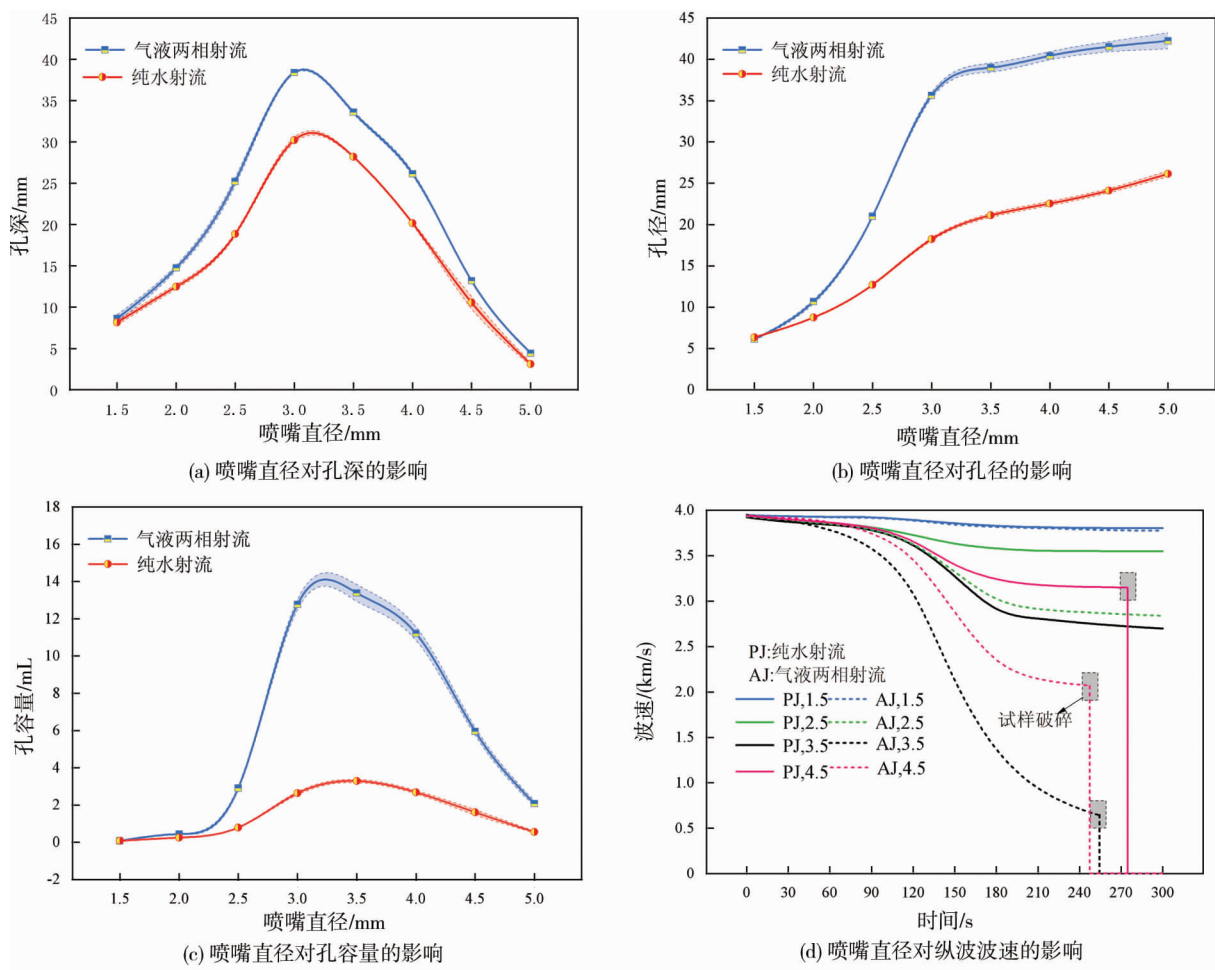 45
40
35
30
25
20
15
10
5
0
孔深/mm
气液两相射流
纯水射流
1.5 2.0 2.5 3.0 3.5 4.0 4.5 5.0
喷嘴直径/mm
(a) 喷嘴直径对孔深的影响
45
40
35
30
25
20
15
10
5
0
孔径/mm
气液两相射流
纯水射流
1.5 2.0 2.5 3.0 3.5 4.0 4.5 5.0
喷嘴直径/mm
(b) 喷嘴直径对孔径的影响
18
16
14
12
10
8
6
4
2
0
-2
孔容量/mL
气液两相射流
纯水射流
1.5 2.0 2.5 3.0 3.5 4.0 4.5 5.0
喷嘴直径/mm
(c) 喷嘴直径对孔容量的影响
4.0
3.5
3.0
2.5
2.0
1.5
1.0
0.5
0
波速/(km/s)
PJ:纯水射流
AJ:气液两相射流
PJ,1.5 AJ,1.5
PJ,2.5 AJ,2.5
PJ,3.5 AJ,3.5
PJ,4.5 AJ,4.5
试样破碎
0 30 60 90 120 150 180 210 240 270 300
时间/s
(d) 喷嘴直径对纵波波速的影响